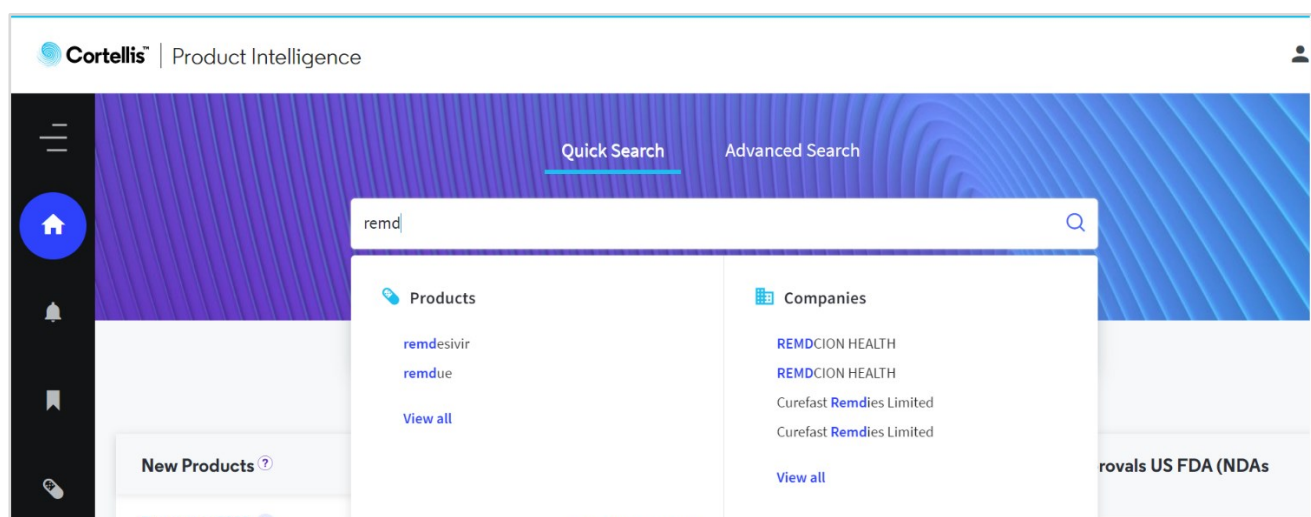 Cortellis™ | Product Intelligence
Quick Search
Advanced Search
remd
Products
remdesivir
remdue
View all
Companies
REMDCION HEALTH
REMDCION HEALTH
Curefast Remdies Limited
Curefast Remdies Limited
View all
New Products ?
rovals US FDA (NDAs